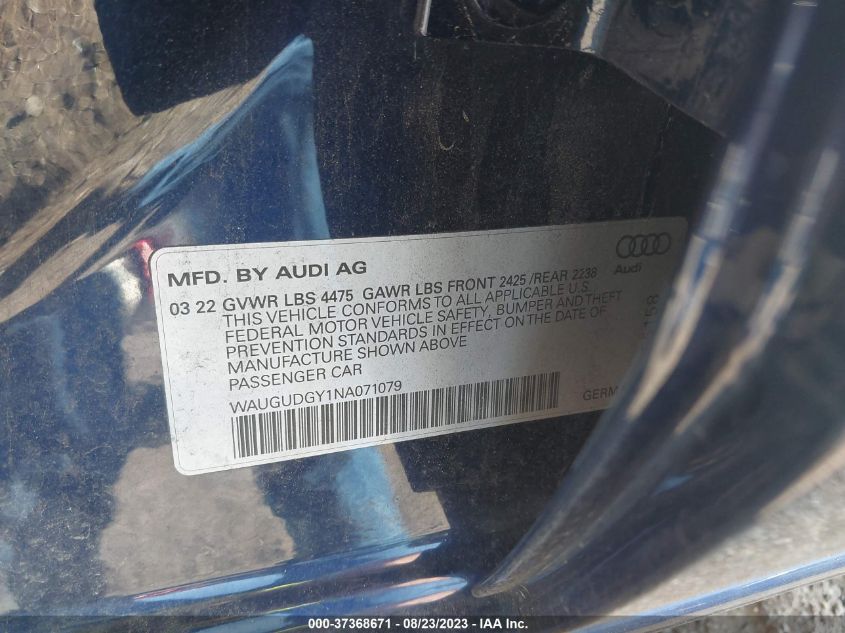 MFD. BY AUDI AG
Audi
03 22 GVWR LBS 4475 GAWR LBS FRONT 2425 /REAR 2238
THIS VEHICLE CONFORMS TO ALL APPLICABLE U.S.
FEDERAL MOTOR VEHICLE SAFETY, BUMPER AND THEFT
PREVENTION STANDARDS IN EFFECT ON THE DATE OF
MANUFACTURE SHOWN ABOVE
PASSENGER CAR
WAUGUDGY1NA071079
000-37368671 - 08/23/2023 - IAA Inc.